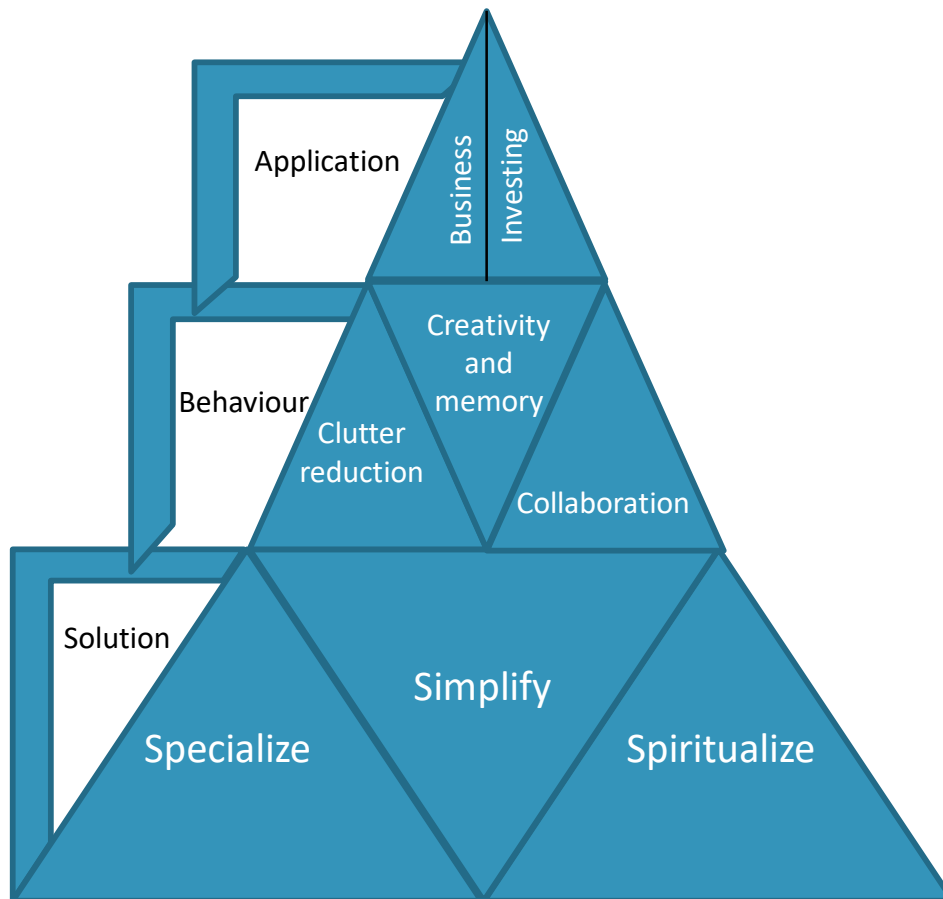 Business
Investing
Application
Creativity
and
memory
Behaviour
Clutter
reduction
Collaboration
Solution
Simplify
Specialize
Spiritualize